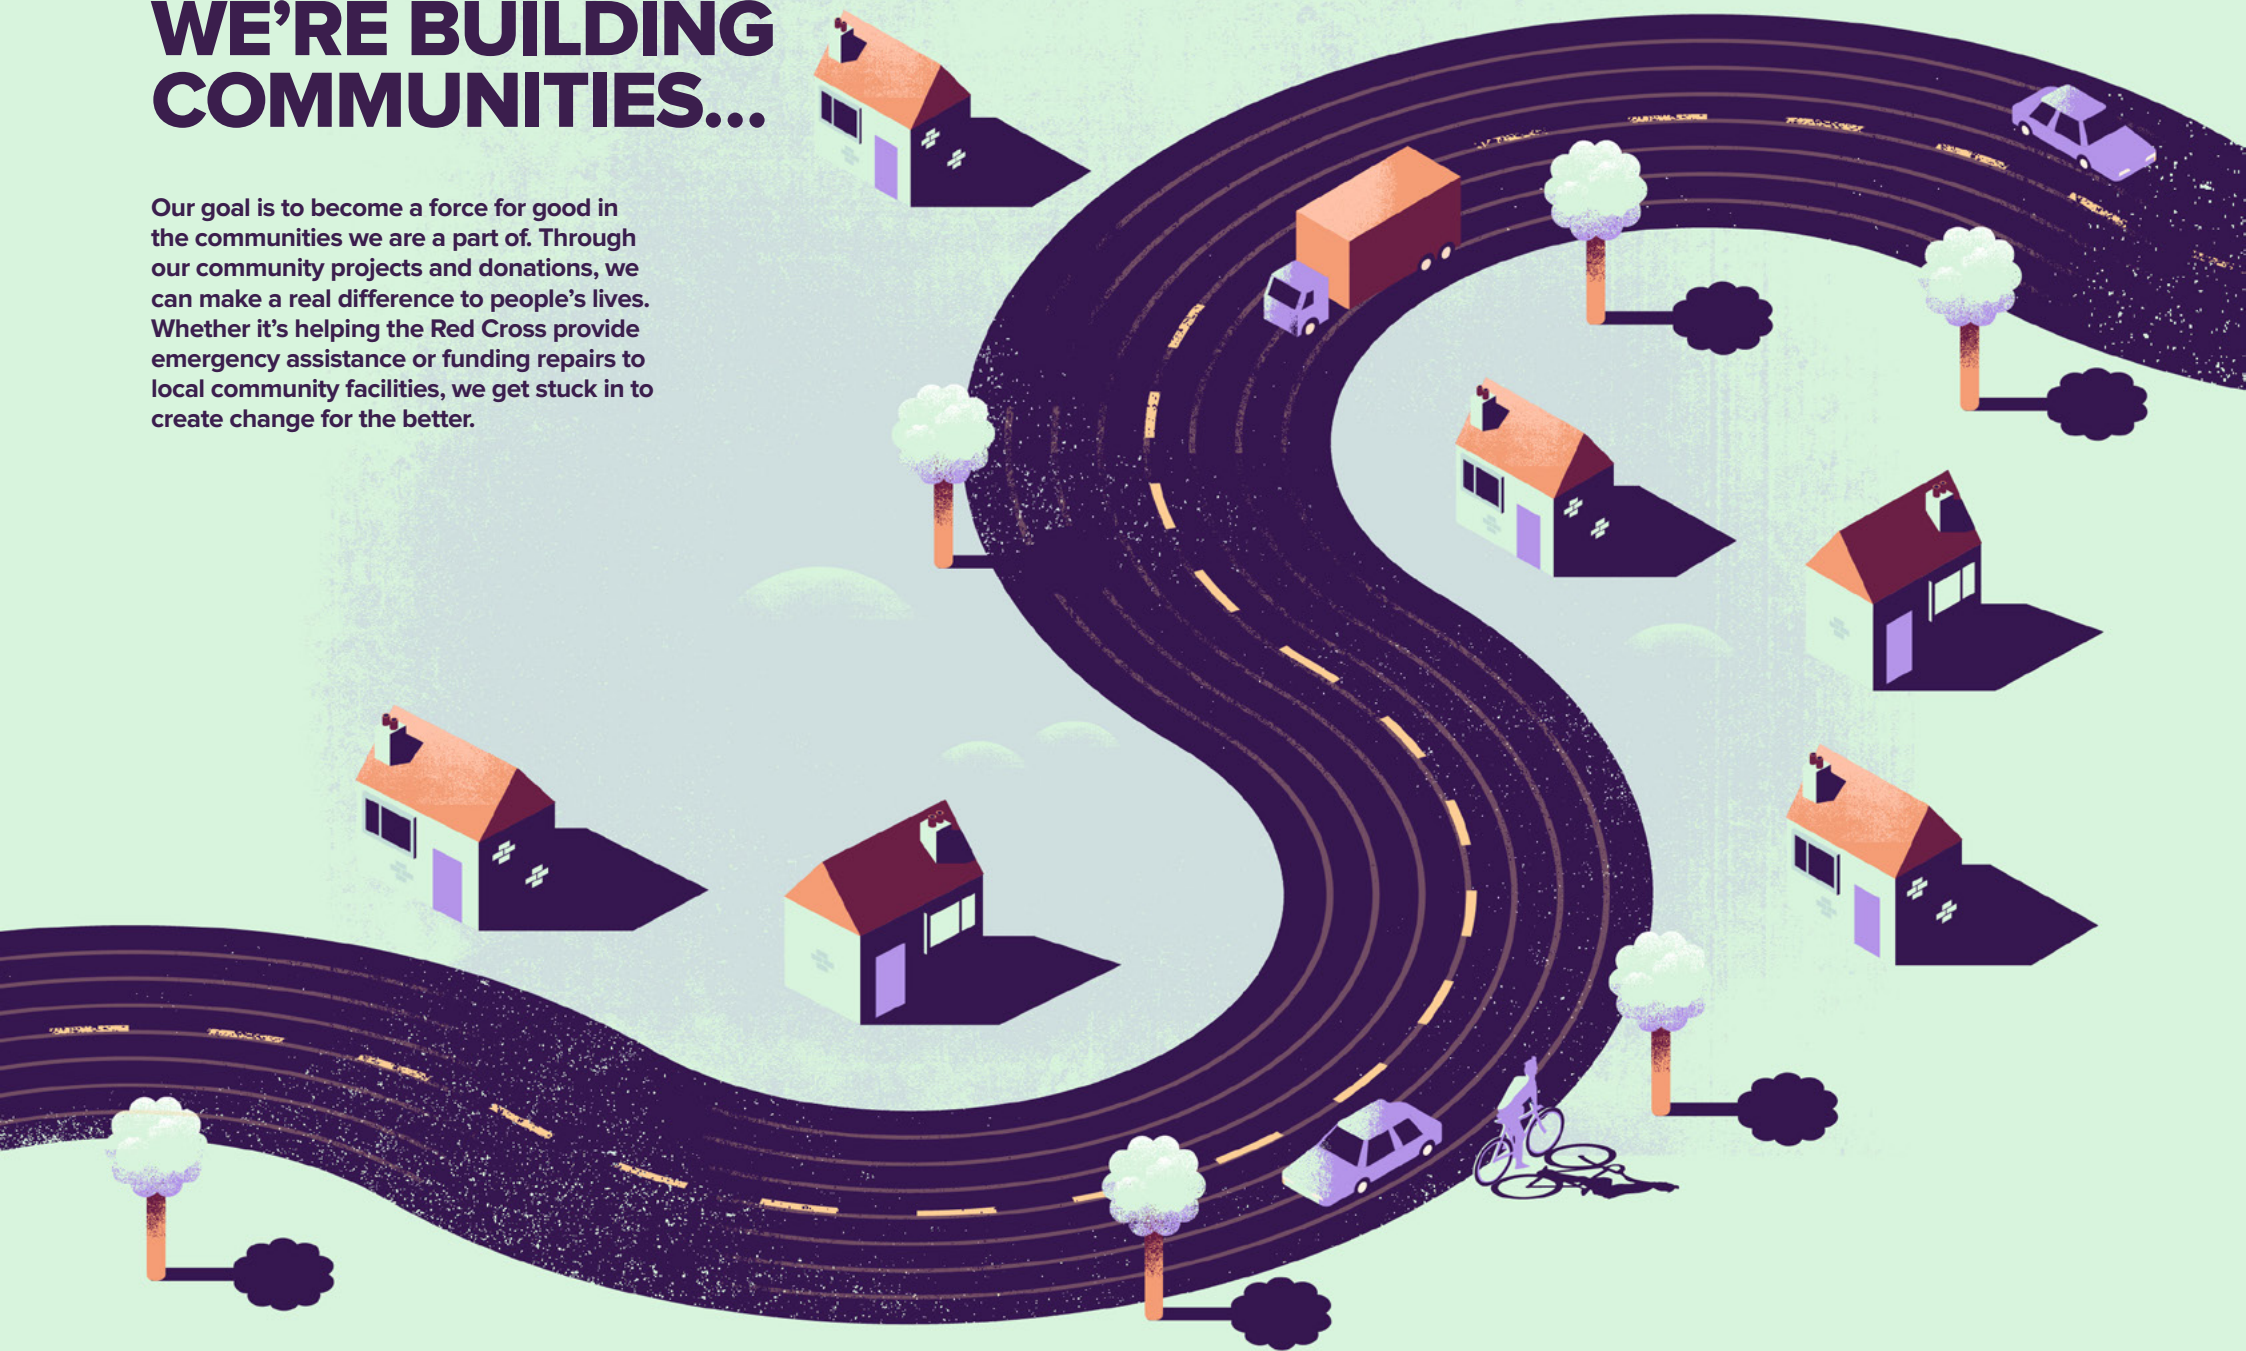 WE’RE BUILDING
COMMUNITIES...
Our goal is to become a force for good in
the communities we are a part of. Through
our community projects and donations, we
can make a real difference to people’s lives.
Whether it’s helping the Red Cross provide
emergency assistance or funding repairs to
local community facilities, we get stuck in to
create change for the better.